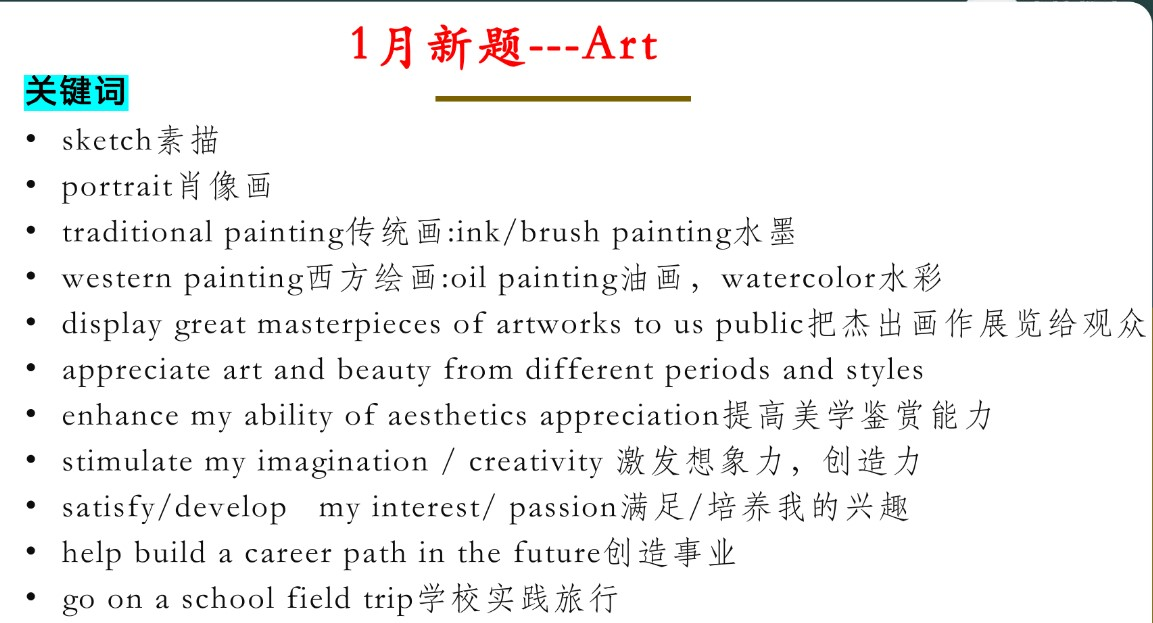 1月新题---Art
关键词
• sketch素描
• portrait肖像画
• traditional painting传统画:ink/brush painting水墨
• western painting西方绘画:oil painting油画，watercolor水彩
• display great masterpieces of artworks to us public把杰出画作展览给观众
• appreciate art and beauty from different periods and styles
• enhance my ability of aesthetics appreciation提高美学鉴赏能力
• stimulate my imagination / creativity 激发想象力，创造力
• satisfy/develop my interest/ passion满足/培养我的兴趣
• help build a career path in the future创造事业
• go on a school field trip学校实践旅行